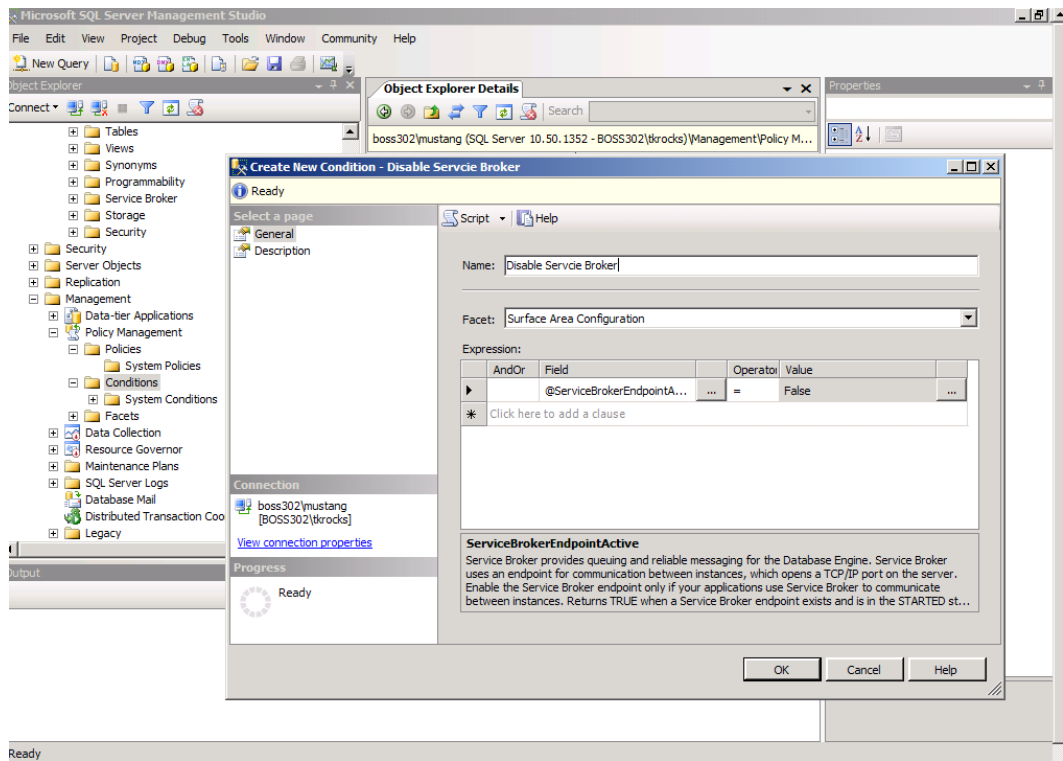 Microsoft SQL Server Management Studio
File Edit View Project Debug Tools Window Community Help
New Query
Object Explorer
Connect
Tables
Views
Synonyms
Programmability
Service Broker
Storage
Security
Security
Server Objects
Replication
Management
Data-tier Applications
Policy Management
Policies
System Policies
Conditions
System Conditions
Facets
Data Collection
Resource Governor
Maintenance Plans
SQL Server Logs
Database Mail
Distributed Transaction Coo
Legacy
Output
Object Explorer Details
Search
boss302\mustang (SQL Server 10.50.1352 - BOSS302\tkrocks)\Management\Policy M...
Properties
Create New Condition - Disable Servcie Broker
Ready
Select a page
General
Description
Connection
boss302\mustang
[BOSS302\tkrocks]
View connection properties
Progress
Ready
Script Help
Name: Disable Servcie Broker
Facet: Surface Area Configuration
Expression:
AndOr Field Operator Value
@ServiceBrokerEndpointA... ... = False ...
Click here to add a clause
ServiceBrokerEndpointActive
Service Broker provides queuing and reliable messaging for the Database Engine. Service Broker
uses an endpoint for communication between instances, which opens a TCP/IP port on the server.
Enable the Service Broker endpoint only if your applications use Service Broker to communicate
between instances. Returns TRUE when a Service Broker endpoint exists and is in the STARTED st...
OK Cancel Help
Ready